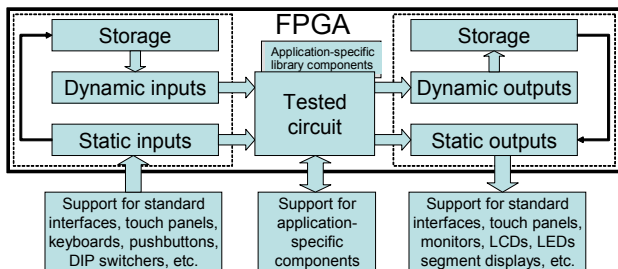 FPGA
Storage
Dynamic inputs
Static inputs
Application-specific
library components
Tested
circuit
Storage
Dynamic outputs
Static outputs
Support for standard
interfaces, touch panels,
keyboards, pushbuttons,
DIP switchers, etc.
Support for
application-
specific
components
Support for standard
interfaces, touch panels,
monitors, LCDs, LEDs
segment displays, etc.